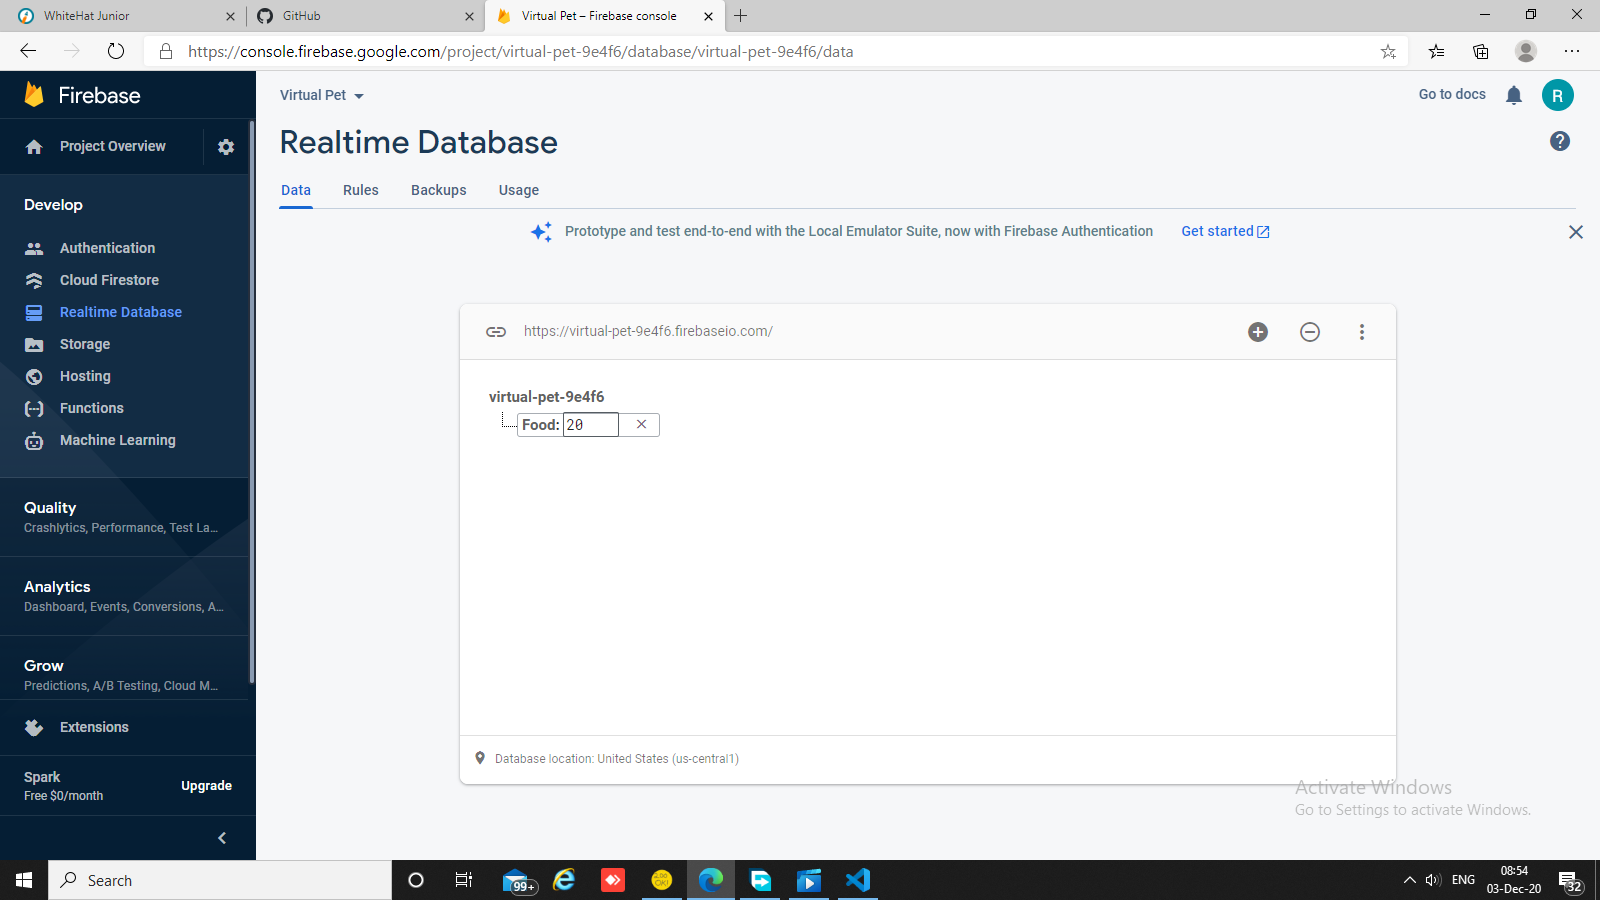 WhiteHat Junior
GitHub
Virtual Pet – Firebase console
https://console.firebase.google.com/project/virtual-pet-9e4f6/database/virtual-pet-9e4f6/data
Firebase
Project Overview
Develop
Authentication
Cloud Firestore
Realtime Database
Storage
Hosting
Functions
Machine Learning
Quality
Crashlytics, Performance, Test La...
Analytics
Dashboard, Events, Conversions, A...
Grow
Predictions, A/B Testing, Cloud M...
Extensions
Spark
Free $0/month
Upgrade
Virtual Pet
Go to docs
R
Realtime Database
Data Rules Backups Usage
Prototype and test end-to-end with the Local Emulator Suite, now with Firebase Authentication Get started
https://virtual-pet-9e4f6.firebaseio.com/
virtual-pet-9e4f6
Food: 20
Database location: United States (us-central1)
Activate Windows
Go to Settings to activate Windows.
Search
99+
ENG
08:54
03-Dec-20
32